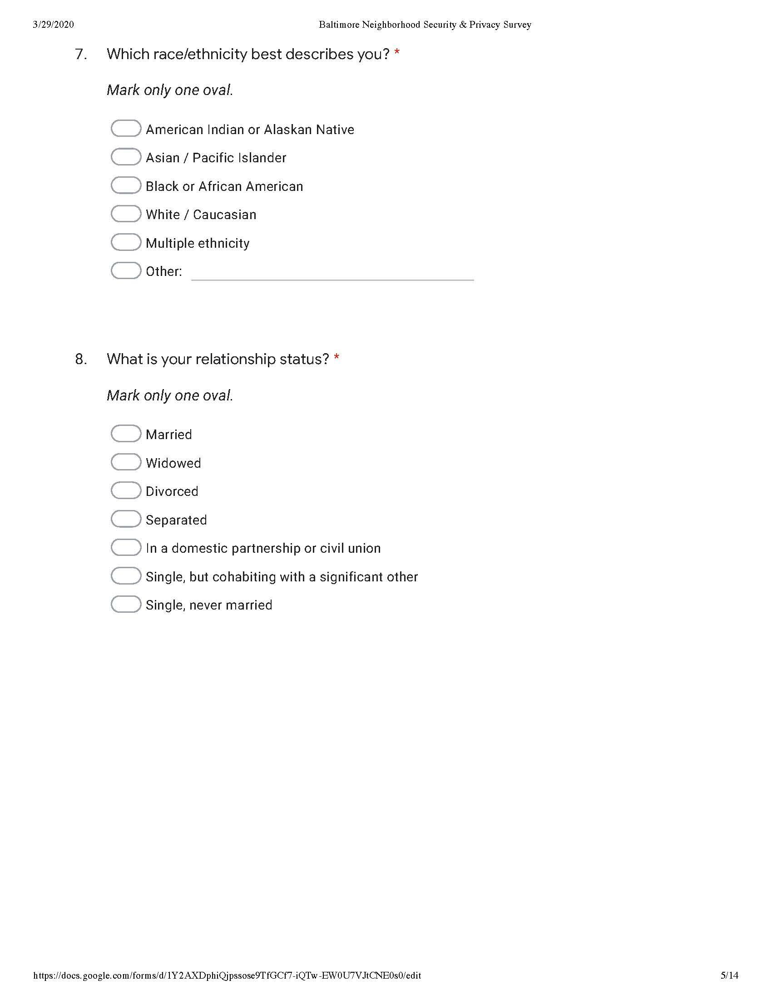 3/29/2020 Baltimore Neighborhood Security & Privacy Survey
7. Which race/ethnicity best describes you? *
Mark only one oval.
American Indian or Alaskan Native
Asian / Pacific Islander
Black or African American
White / Caucasian
Multiple ethnicity
Other:
8. What is your relationship status? *
Mark only one oval.
Married
Widowed
Divorced
Separated
In a domestic partnership or civil union
Single, but cohabiting with a significant other
Single, never married
https://docs.google.com/forms/d/1Y2AXDphiQjpssose9TfGCf7-iQTw-EW0U7VJtCNE0s0/edit 5/14